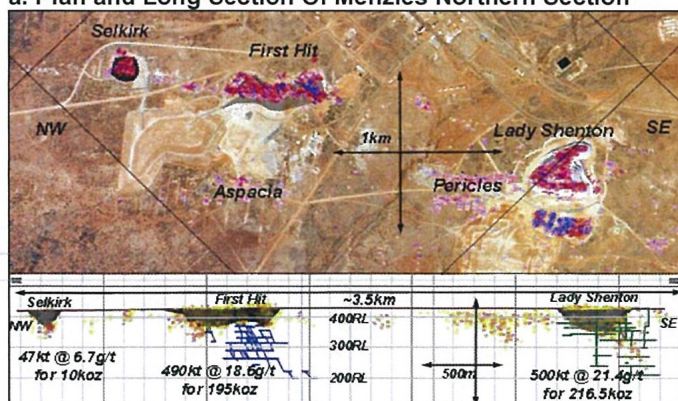 a. Plan and Long Section Of Menzies Northern Section
Selkirk
First Hit
NW
1km
Lady Shenton
SE
Aspacia
Pericles
Selkirk
First Hit
~3.5km
Lady Shenton
NW
400RL
SE
300RL
47kt @ 6.7g/t
for 10koz
490kt @ 18.6g/t
for 195koz
200RL
500m
500kt @ 21.4g/t
for 216.5koz